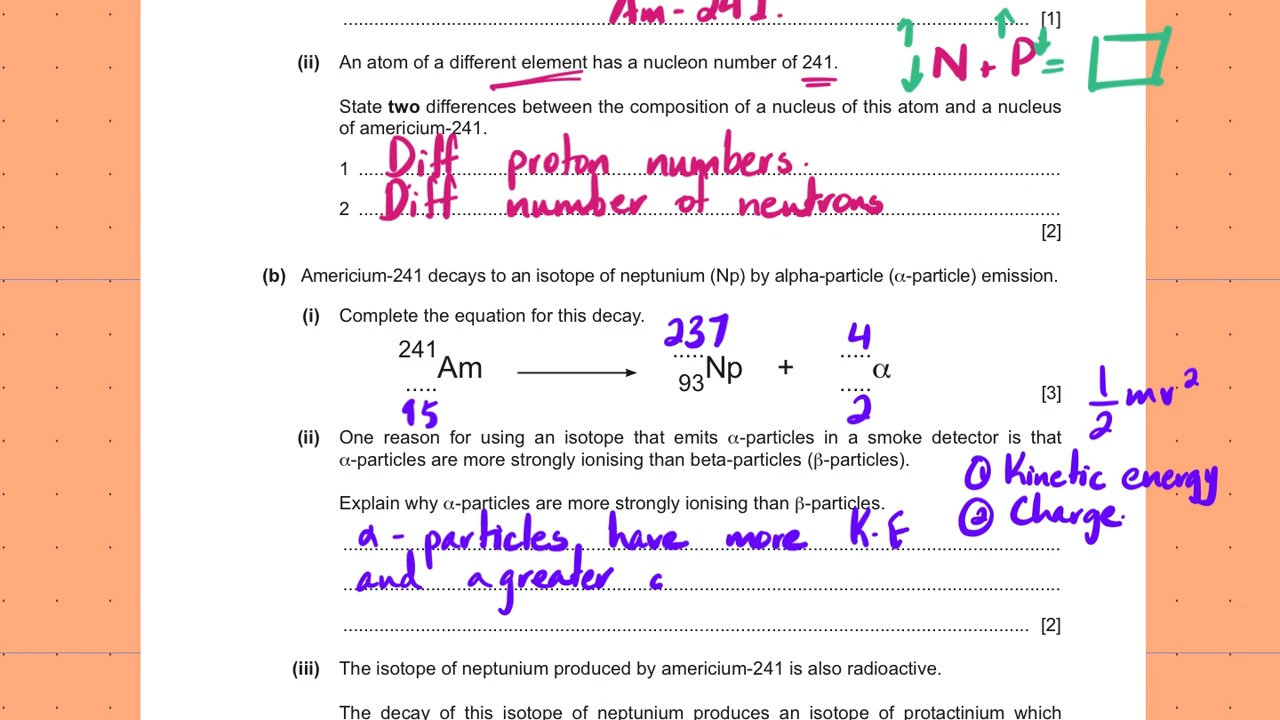 Am-241. [1]
(ii) An atom of a different element has a nucleon number of 241.
N + P =
State two differences between the composition of a nucleus of this atom and a nucleus
of americium-241.
1 Diff proton numbers.
2 Diff number of neutrons
[2]
(b) Americium-241 decays to an isotope of neptunium (Np) by alpha-particle (α-particle) emission.
(i) Complete the equation for this decay.
237 4
241 Am → Np + α
95 93 2
[3]
1/2 mv²
(ii) One reason for using an isotope that emits α-particles in a smoke detector is that
α-particles are more strongly ionising than beta-particles (β-particles).
① Kinetic energy
Explain why α-particles are more strongly ionising than β-particles.
② Charge.
α - particles, have more K.E
and a greater c
[2]
(iii) The isotope of neptunium produced by americium-241 is also radioactive.
The decay of this isotope of neptunium produces an isotope of protactinium which